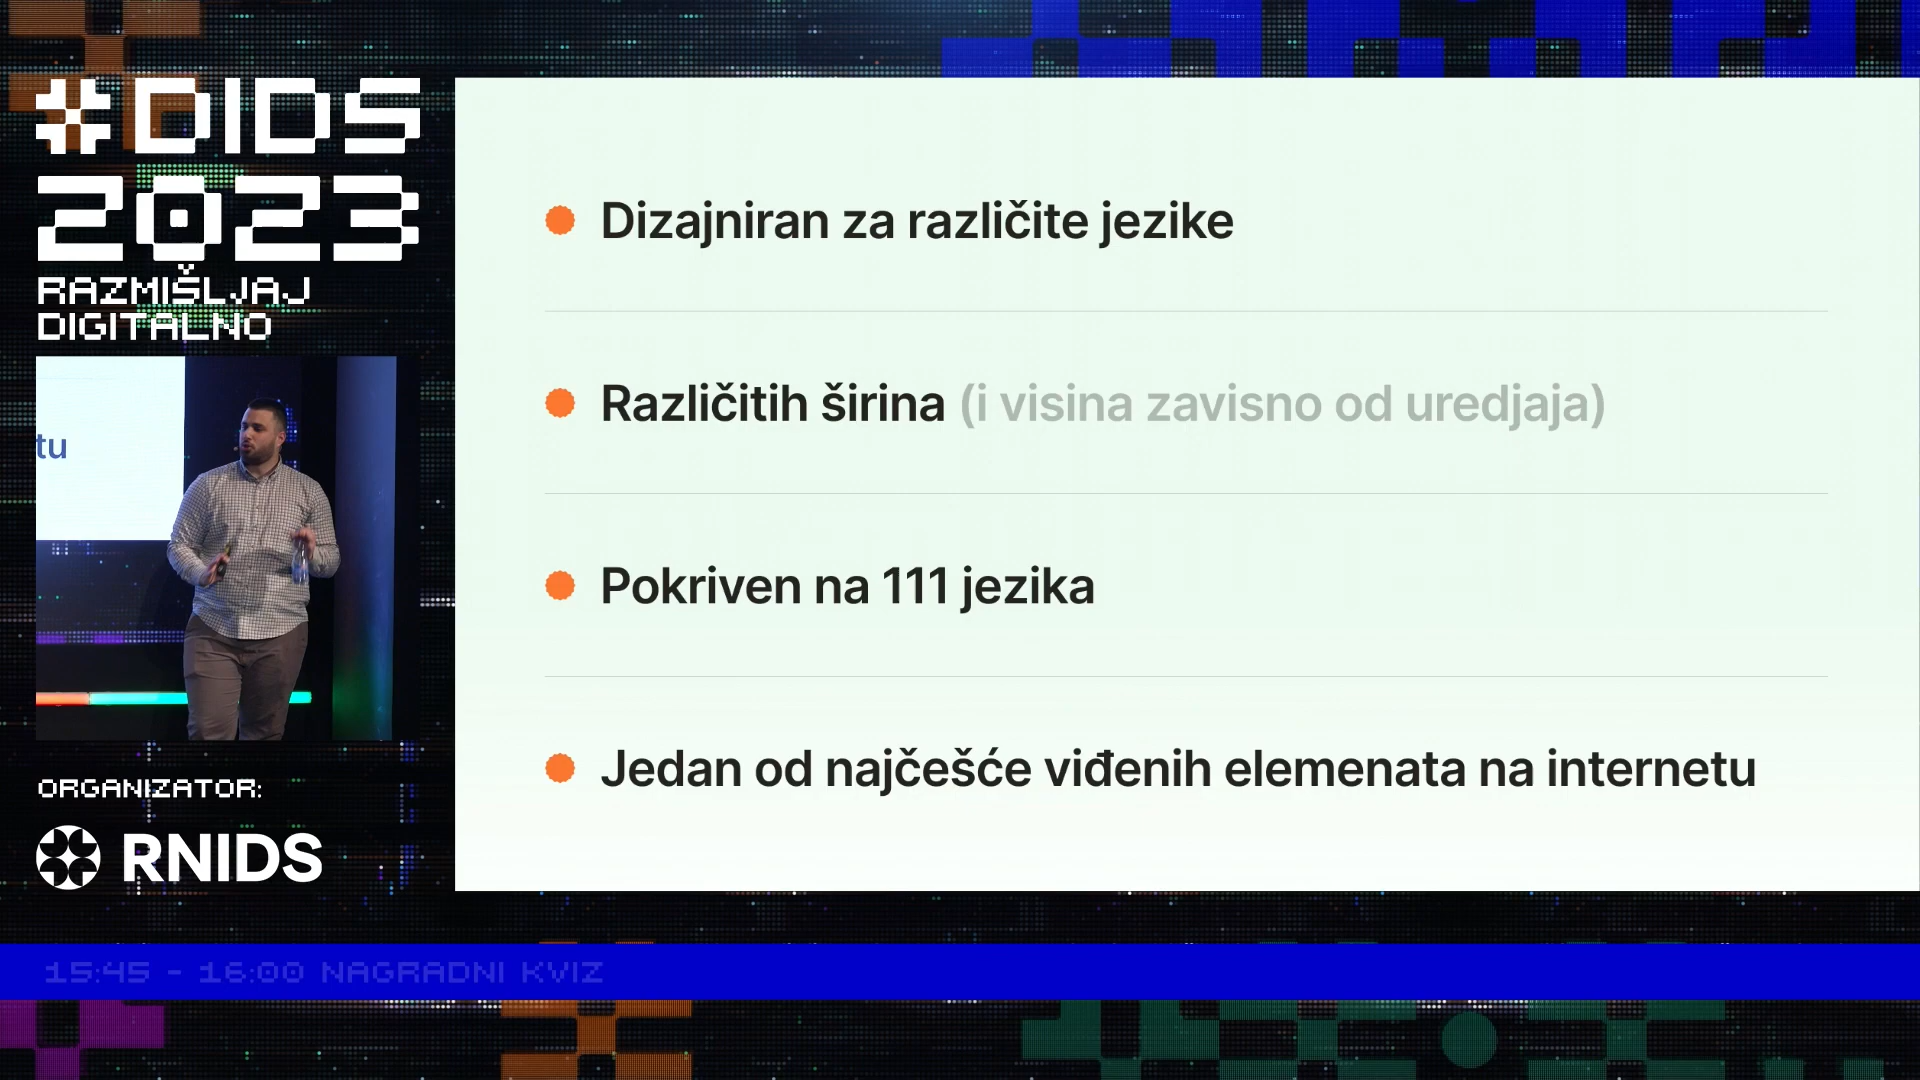 #DIDS
2023
RAZMIŠLJAJ
DIGITALNO
tu
ORGANIZATOR:
RNIDS
Dizajniran za različite jezike
Različitih širina (i visina zavisno od uredjaja)
Pokriven na 111 jezika
Jedan od najčešće viđenih elemenata na internetu
15:45 - 16:00 NAGRADNI KVIZ